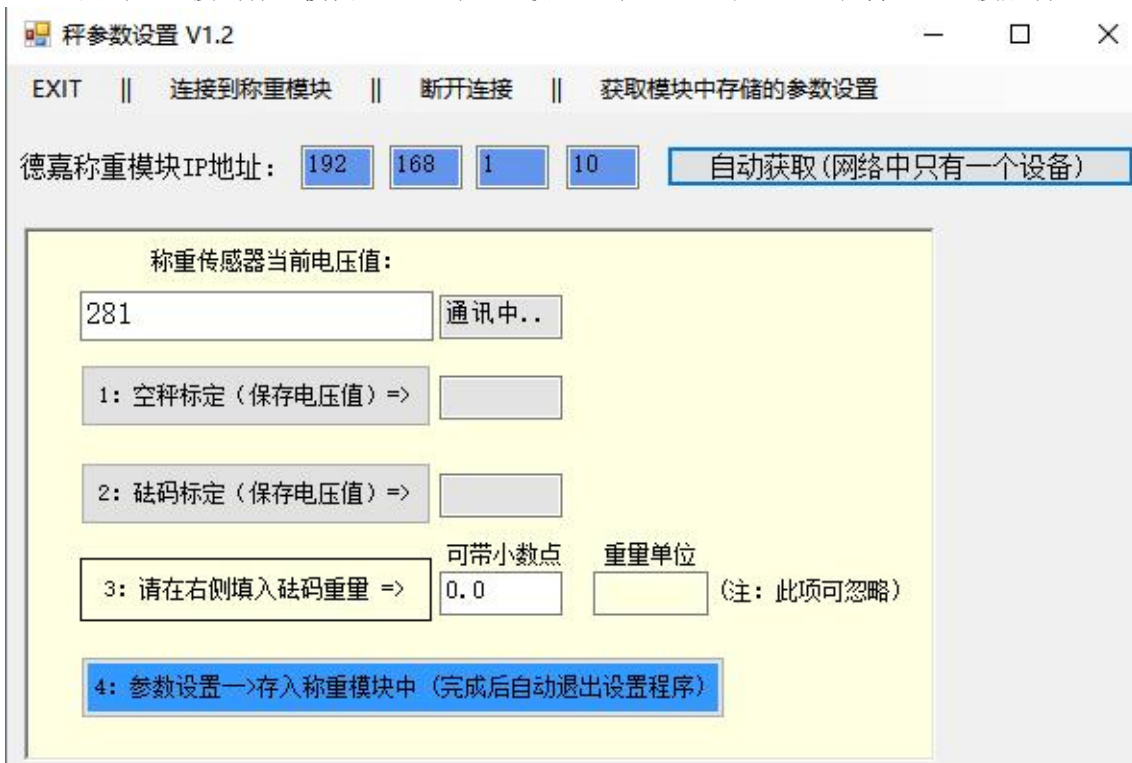 秤参数设置 V1.2
EXIT || 连接到称重模块 || 断开连接 || 获取模块中存储的参数设置
德嘉称重模块IP地址： 192 168 1 10 自动获取(网络中只有一个设备)
称重传感器当前电压值：
281 通讯中..
1：空秤标定（保存电压值）=>
2：砝码标定（保存电压值）=>
可带小数点 重量单位
3：请在右侧填入砝码重量 => 0.0 (注：此项可忽略)
4：参数设置—>存入称重模块中（完成后自动退出设置程序）